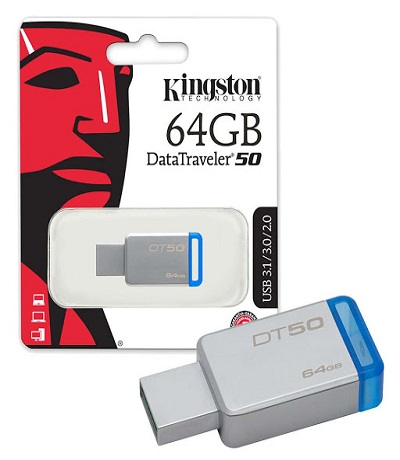 Kingston
TECHNOLOGY
64GB
DataTraveler® 50
USB 3.1/3.0/2.0
DT50
64GB
DT50
64GB